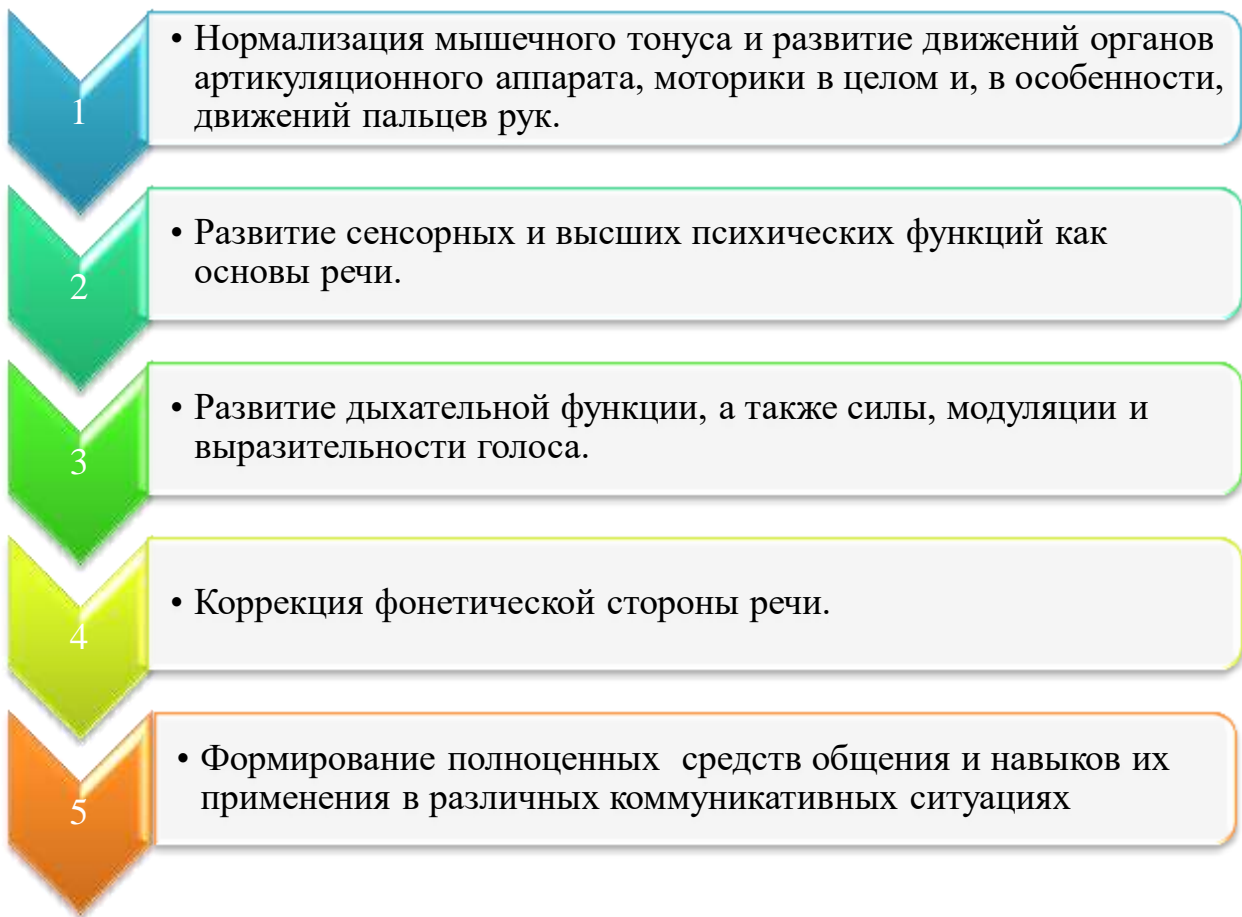 1
• Нормализация мышечного тонуса и развитие движений органов
артикуляционного аппарата, моторики в целом и, в особенности,
движений пальцев рук.
2
• Развитие сенсорных и высших психических функций как
основы речи.
3
• Развитие дыхательной функции, а также силы, модуляции и
выразительности голоса.
4
• Коррекция фонетической стороны речи.
5
• Формирование полноценных  средств общения и навыков их
применения в различных коммуникативных ситуациях